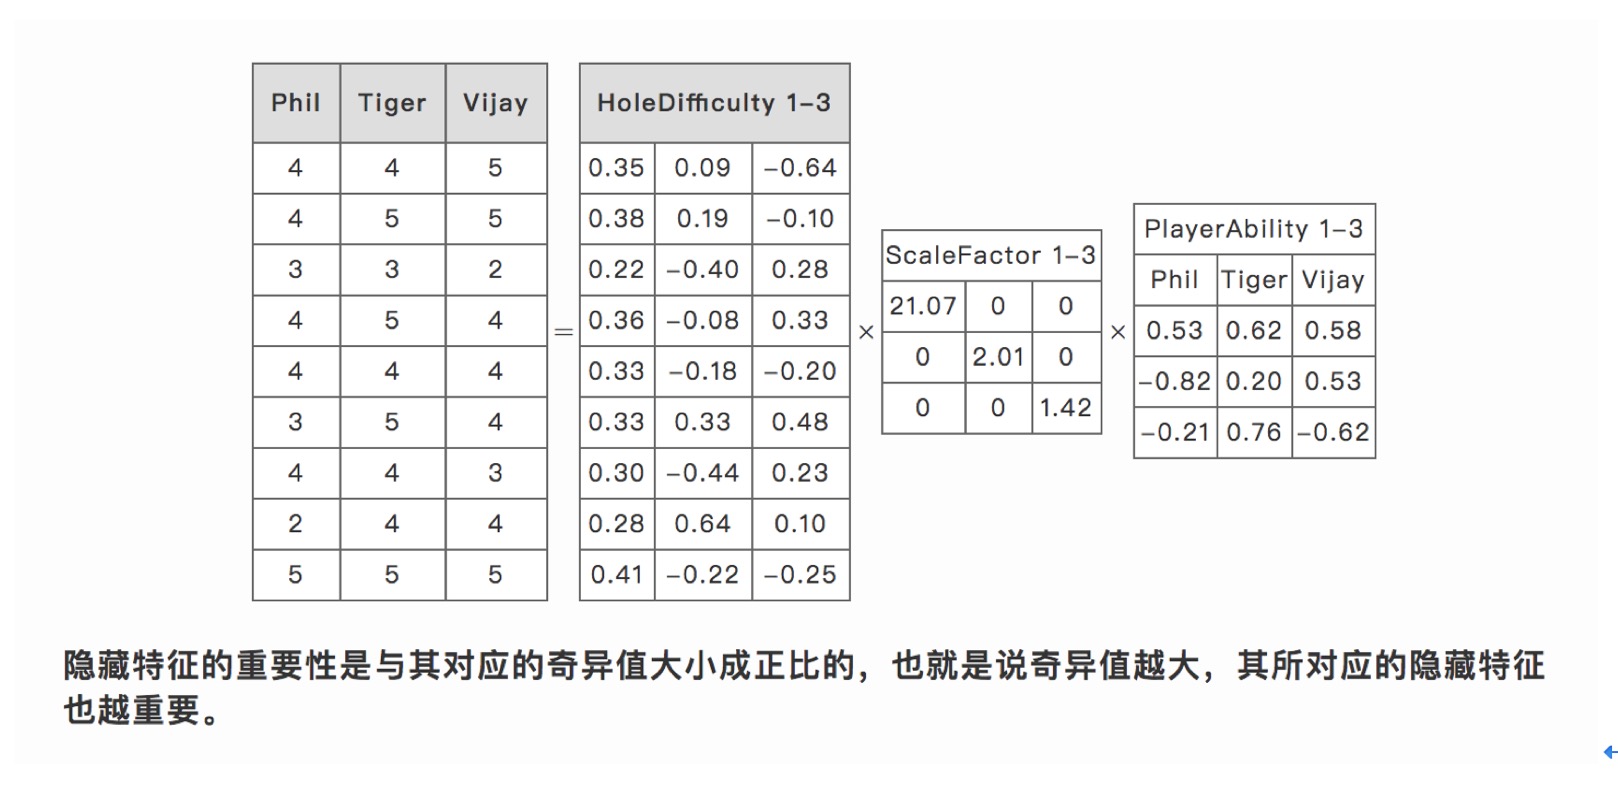 Phil Tiger Vijay
4 4 5
4 5 5
3 3 2
4 5 4
4 4 4
3 5 4
4 4 3
2 4 4
5 5 5
=
HoleDifficulty 1–3
0.35 0.09 –0.64
0.38 0.19 –0.10
0.22 –0.40 0.28
0.36 –0.08 0.33
0.33 –0.18 –0.20
0.33 0.33 0.48
0.30 –0.44 0.23
0.28 0.64 0.10
0.41 –0.22 –0.25
×
ScaleFactor 1–3
21.07 0 0
0 2.01 0
0 0 1.42
×
PlayerAbility 1–3
Phil Tiger Vijay
0.53 0.62 0.58
–0.82 0.20 0.53
–0.21 0.76 –0.62
隐藏特征的重要性是与其对应的奇异值大小成正比的，也就是说奇异值越大，其所对应的隐藏特征
也越重要。